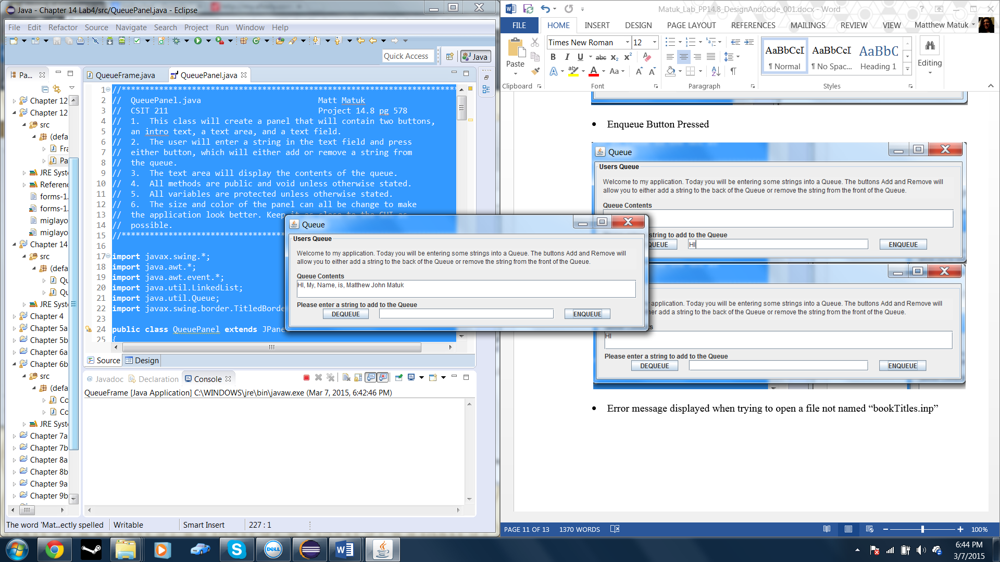 Java - Chapter 14 Lab4/src/QueuePanel.java - Eclipse
File Edit Refactor Source Navigate Search Project Run Window Help
Quick Access
Java
Pa...
Chapter 12
Chapter 12
src
(defa
Fra
Pa
JRE Syste
Referenc
forms-1.
forms-1.
miglayo
miglayo
Chapter 14
src
(defa
Qu
Qu
JRE Syste
Chapter 4
Chapter 5a
Chapter 5b
Chapter 6a
Chapter 6b
src
(defa
Co
Co
JRE Syste
Chapter 7a
Chapter 7b
Chapter 8a
Chapter 8b
Chapter 9a
Chapter 9b
QueueFrame.java
QueuePanel.java
1 //************************************************************************
2 // QueuePanel.java Matt Matuk
3 // CSIT 211 Project 14.8 pg 578
4 // 1. This class will create a panel that will contain two buttons,
5 // an intro text, a text area, and a text field.
6 // 2. The user will enter a string in the text field and press
7 // either button, which will either add or remove a string from
8 // the queue.
9 // 3. The text area will display the contents of the queue.
10 // 4. All methods are public and void unless otherwise stated.
11 // 5. All variables are protected unless otherwise stated.
12 // 6. The size and color of the panel can all be change to make
13 // the application look better. Keep it as close to the GUI as
14 // possible.
15 //***********************************
16
17 import javax.swing.*;
18 import java.awt.*;
19 import java.awt.event.*;
20 import java.util.LinkedList;
21 import java.util.Queue;
22 import javax.swing.border.TitledBorde
23
24 public class QueuePanel extends JPane
25 {
Source Design
Javadoc Declaration Console
QueueFrame [Java Application] C:\WINDOWS\jre\bin\javaw.exe (Mar 7, 2015, 6:42:46 PM)
The word 'Mat...ectly spelled Writable Smart Insert 227 : 1
Queue
Users Queue
Welcome to my application. Today you will be entering some strings into a Queue. The buttons Add and Remove will
allow you to either add a string to the back of the Queue or remove the string from the front of the Queue.
Queue Contents
HI, My, Name, is, Matthew John Matuk
Please enter a string to add to the Queue
DEQUEUE ENQUEUE
Matuk_Lab_PP14.8_DesignAndCode_001.docx - Word
FILE HOME INSERT DESIGN PAGE LAYOUT REFERENCES MAILINGS REVIEW VIEW Matthew Matuk
Paste
Times New Roman 12
B I U abc x2 x2
A ab A Aa A A
AaBbCcI AaBbCcI AaBbC
¶ Normal ¶ No Spac... Heading 1
Editing
Clipboard Font Paragraph Styles
• Enqueue Button Pressed
Queue
Users Queue
Welcome to my application. Today you will be entering some strings into a Queue. The buttons Add and Remove will
allow you to either add a string to the back of the Queue or remove the string from the front of the Queue.
Queue Contents
string to add to the Queue
QUEUE HI ENQUEUE
application. Today you will be entering some strings into a Queue. The buttons Add and Remove will
her add a string to the back of the Queue or remove the string from the front of the Queue.
ts
HI
Please enter a string to add to the Queue
DEQUEUE ENQUEUE
• Error message displayed when trying to open a file not named “bookTitles.inp”
PAGE 11 OF 13 1370 WORDS 100%
DELL
6:44 PM
3/7/2015